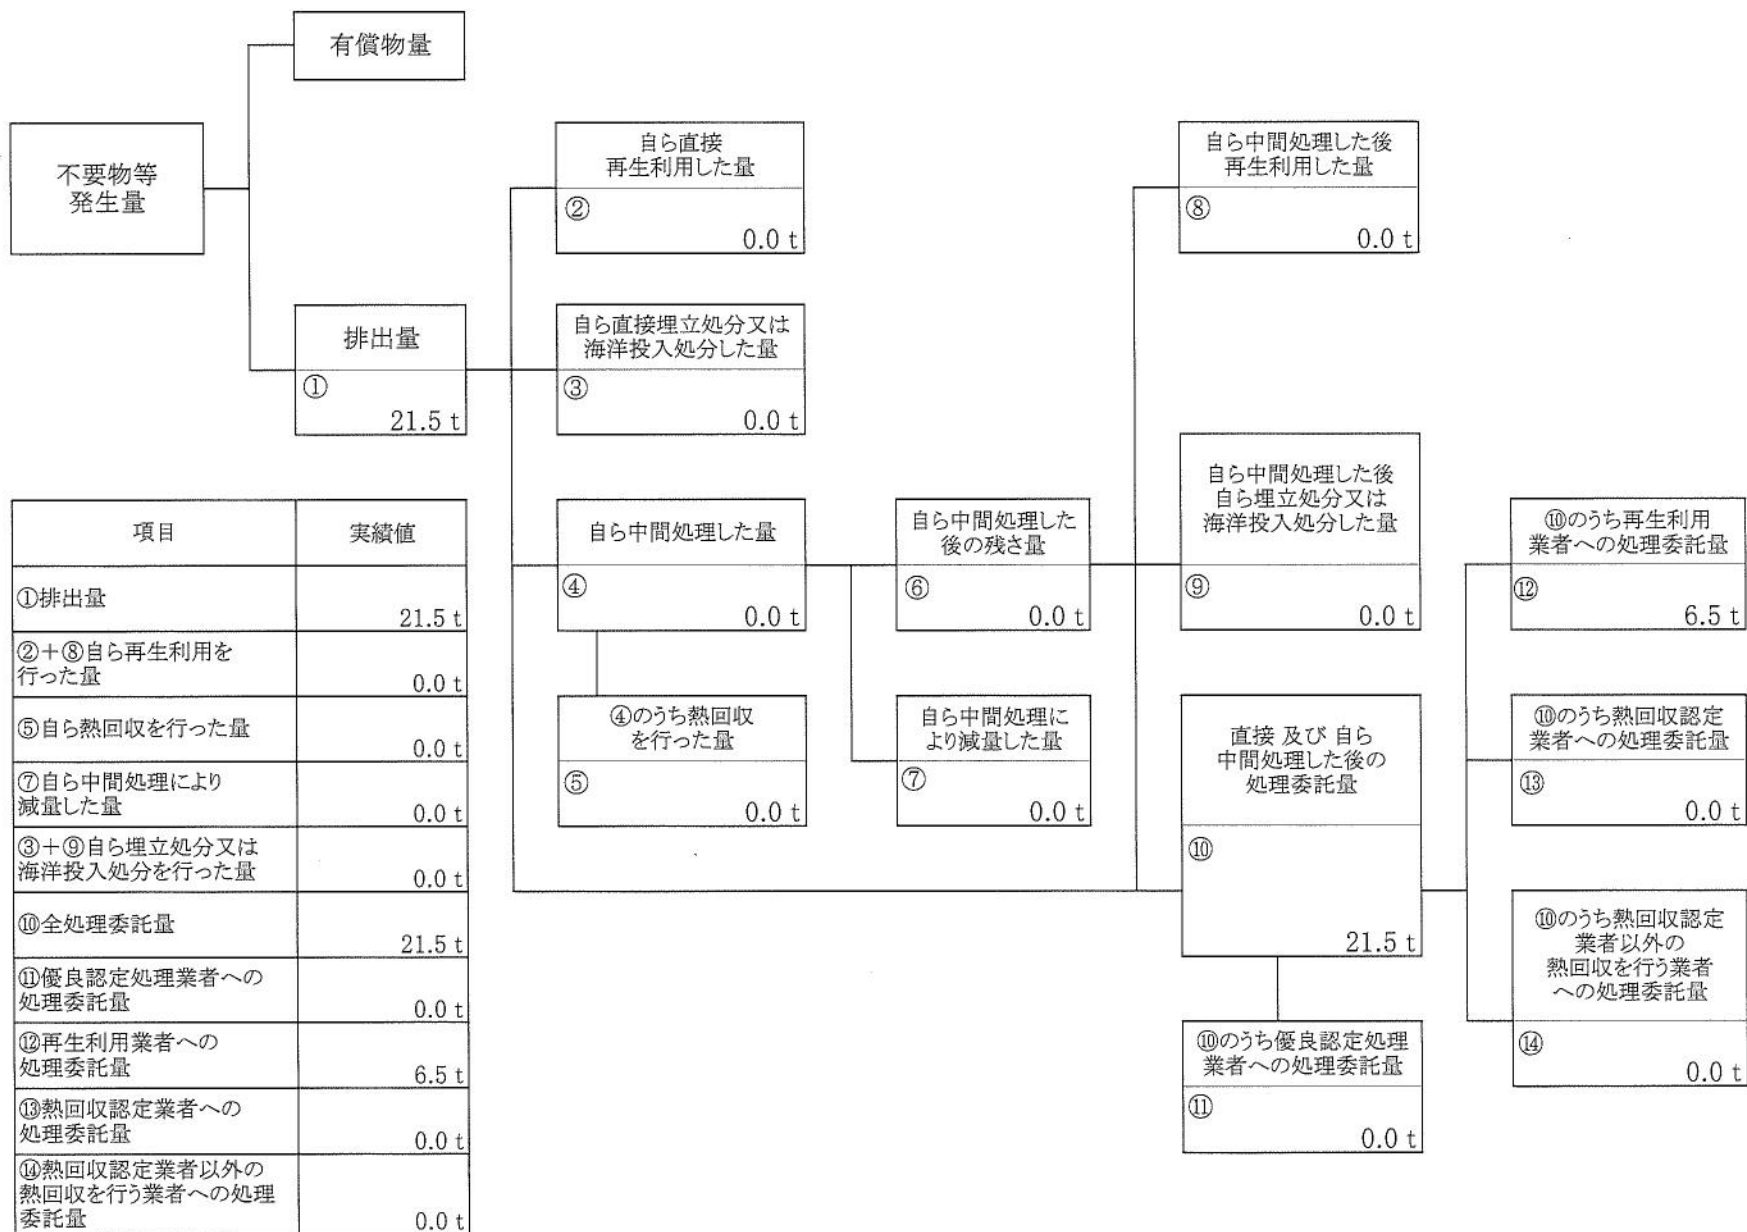 有償物量
不要物等
発生量
排出量
①
21.5 t
自ら直接
再生利用した量
②
0.0 t
自ら直接埋立処分又は
海洋投入処分した量
③
0.0 t
自ら中間処理した量
④
0.0 t
④のうち熱回収
を行った量
⑤
0.0 t
自ら中間処理した
後の残さ量
⑥
0.0 t
自ら中間処理に
より減量した量
⑦
0.0 t
自ら中間処理した後
再生利用した量
⑧
0.0 t
自ら中間処理した後
自ら埋立処分又は
海洋投入処分した量
⑨
0.0 t
直接 及び 自ら
中間処理した後の
処理委託量
⑩
21.5 t
⑩のうち優良認定処理
業者への処理委託量
⑪
0.0 t
⑩のうち再生利用
業者への処理委託量
⑫
6.5 t
⑩のうち熱回収認定
業者への処理委託量
⑬
0.0 t
⑩のうち熱回収認定
業者以外の
熱回収を行う業者
への処理委託量
⑭
0.0 t
項目 実績値
①排出量
21.5 t
②+⑧自ら再生利用を
行った量
0.0 t
⑤自ら熱回収を行った量
0.0 t
⑦自ら中間処理により
減量した量
0.0 t
③+⑨自ら埋立処分又は
海洋投入処分を行った量
0.0 t
⑩全処理委託量
21.5 t
⑪優良認定処理業者への
処理委託量
0.0 t
⑫再生利用業者への
処理委託量
6.5 t
⑬熱回収認定業者への
処理委託量
0.0 t
⑭熱回収認定業者以外の
熱回収を行う業者への処理
委託量
0.0 t